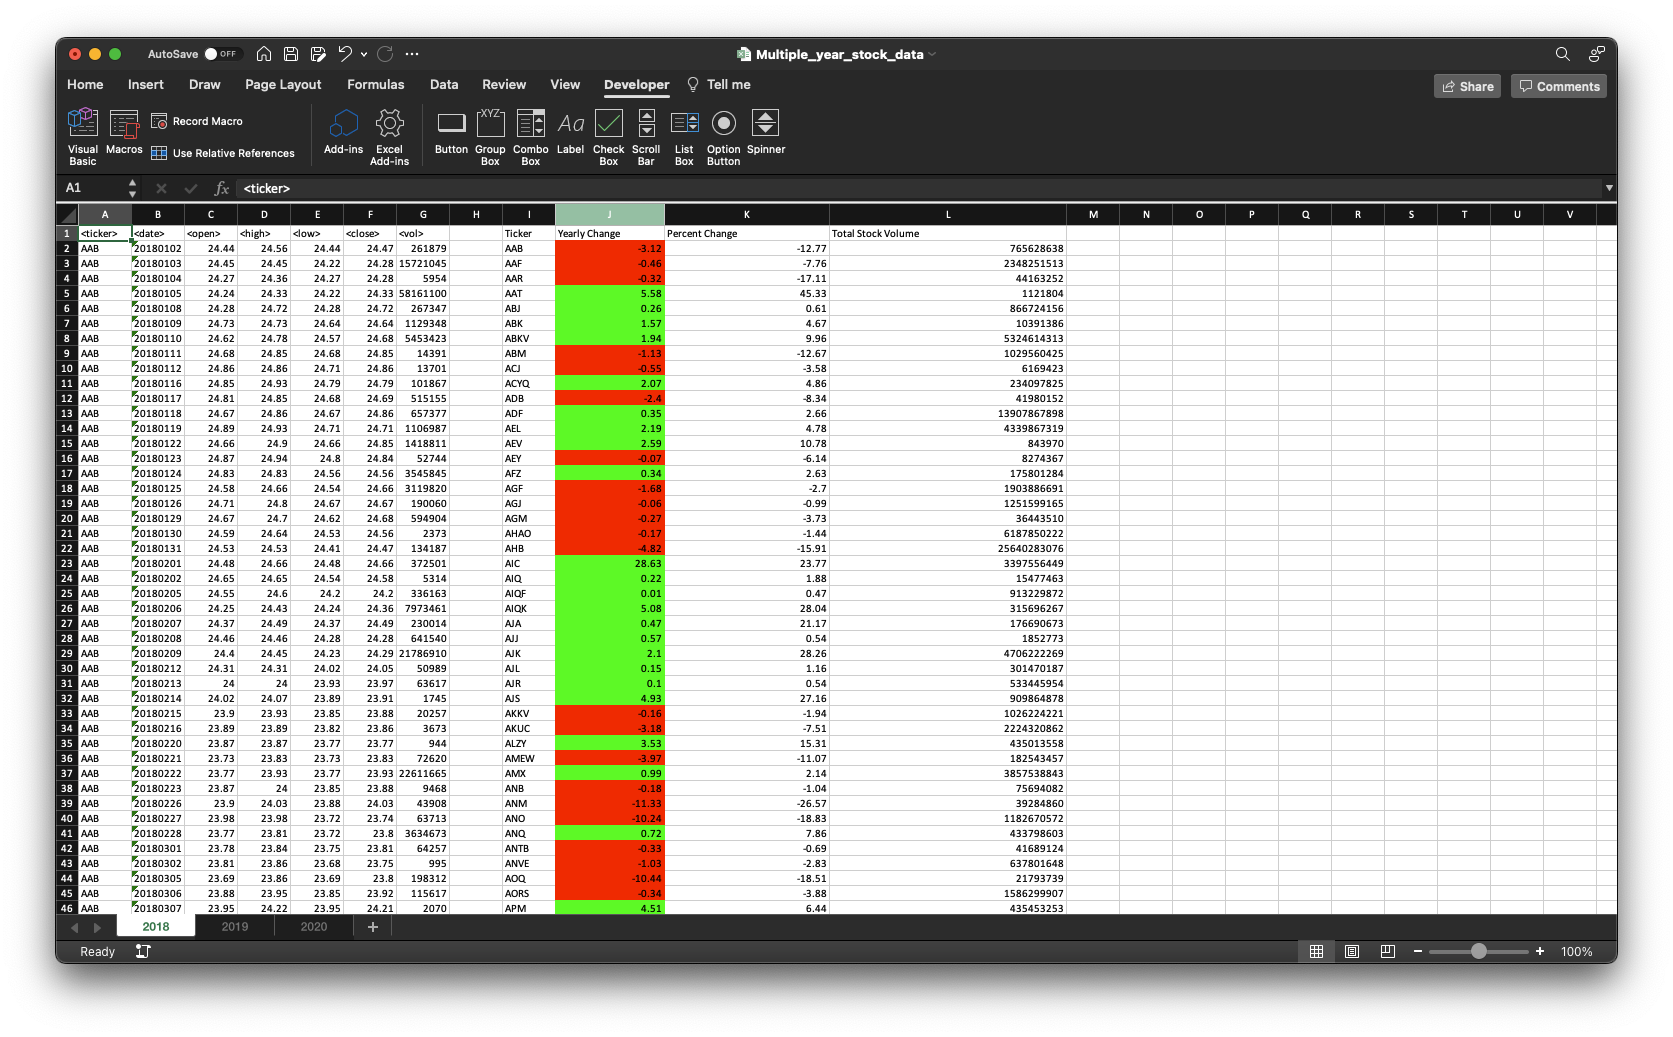 AutoSave OFF Multiple_year_stock_data
Home Insert Draw Page Layout Formulas Data Review View Developer Tell me Share Comments
Visual Basic Macros Record Macro Use Relative References Add-ins Excel Add-ins Button Group Box Combo Box Label Check Box Scroll Bar List Box Option Button Spinner
XYZ Aa
A1 fx <ticker>
A B C D E F G H I J K L M N O P Q R S T U V
1 <ticker> <date> <open> <high> <low> <close> <vol> Ticker Yearly Change Percent Change Total Stock Volume
2 AAB 20180102 24.44 24.56 24.44 24.47 261879 AAB -3.12 -12.77 765628638
3 AAB 20180103 24.45 24.45 24.22 24.28 15721045 AAF -0.46 -7.76 2348251513
4 AAB 20180104 24.27 24.36 24.27 24.28 5954 AAR -0.32 -17.11 44163252
5 AAB 20180105 24.24 24.33 24.22 24.33 58161100 AAT 5.58 45.33 1121804
6 AAB 20180108 24.28 24.72 24.28 24.72 267347 ABJ 0.26 0.61 866724156
7 AAB 20180109 24.73 24.73 24.64 24.64 1129348 ABK 1.57 4.67 10391386
8 AAB 20180110 24.62 24.78 24.57 24.68 5453423 ABKV 1.94 9.96 5324614313
9 AAB 20180111 24.68 24.85 24.68 24.85 14391 ABM -1.13 -12.67 1029560425
10 AAB 20180112 24.86 24.86 24.71 24.86 13701 ACJ -0.55 -3.58 6169423
11 AAB 20180116 24.85 24.93 24.79 24.79 101867 ACYQ 2.07 4.86 234097825
12 AAB 20180117 24.81 24.85 24.68 24.69 515155 ADB -2.4 -8.34 41980152
13 AAB 20180118 24.67 24.86 24.67 24.86 657377 ADF 0.35 2.66 13907867898
14 AAB 20180119 24.89 24.93 24.71 24.71 1106987 AEL 2.19 4.78 4339867319
15 AAB 20180122 24.66 24.9 24.66 24.85 1418811 AEV 2.59 10.78 843970
16 AAB 20180123 24.87 24.94 24.8 24.84 52744 AEY -0.07 -6.14 8274367
17 AAB 20180124 24.83 24.83 24.56 24.56 3545845 AFZ 0.34 2.63 175801284
18 AAB 20180125 24.58 24.66 24.54 24.66 3119820 AGF -1.68 -2.7 1903886691
19 AAB 20180126 24.71 24.8 24.67 24.67 190060 AGJ -0.06 -0.99 1251599165
20 AAB 20180129 24.67 24.7 24.62 24.68 594904 AGM -0.27 -3.73 36443510
21 AAB 20180130 24.59 24.64 24.53 24.56 2373 AHAO -0.17 -1.44 6187850222
22 AAB 20180131 24.53 24.53 24.41 24.47 134187 AHB -4.82 -15.91 25640283076
23 AAB 20180201 24.48 24.66 24.48 24.66 372501 AIC 28.63 23.77 3397556449
24 AAB 20180202 24.65 24.65 24.54 24.58 5314 AIQ 0.22 1.88 15477463
25 AAB 20180205 24.55 24.6 24.2 24.2 336163 AIQF 0.01 0.47 913229872
26 AAB 20180206 24.25 24.43 24.24 24.36 7973461 AIQK 5.08 28.04 315696267
27 AAB 20180207 24.37 24.49 24.37 24.49 230014 AJA 0.47 21.17 176690673
28 AAB 20180208 24.46 24.46 24.28 24.28 641540 AJJ 0.57 0.54 1852773
29 AAB 20180209 24.4 24.45 24.23 24.29 21786910 AJK 2.1 28.26 4706222269
30 AAB 20180212 24.31 24.31 24.02 24.05 50989 AJL 0.15 1.16 301470187
31 AAB 20180213 24 24 23.93 23.97 63617 AJR 0.1 0.54 533445954
32 AAB 20180214 24.02 24.07 23.89 23.91 1745 AJS 4.93 27.16 909864878
33 AAB 20180215 23.9 23.93 23.85 23.88 20257 AKKV -0.16 -1.94 1026224221
34 AAB 20180216 23.89 23.89 23.82 23.86 3673 AKUC -3.18 -7.51 2224320862
35 AAB 20180220 23.87 23.87 23.77 23.77 944 ALZY 3.53 15.31 435013558
36 AAB 20180221 23.73 23.83 23.73 23.83 72620 AMEW -3.97 -11.07 182543457
37 AAB 20180222 23.77 23.93 23.77 23.93 22611665 AMX 0.99 2.14 3857538843
38 AAB 20180223 23.87 24 23.85 23.88 9468 ANB -0.18 -1.04 75694082
39 AAB 20180226 23.9 24.03 23.88 24.03 43908 ANM -11.33 -26.57 39284860
40 AAB 20180227 23.98 23.98 23.72 23.74 63713 ANO -10.24 -18.83 1182670572
41 AAB 20180228 23.77 23.81 23.72 23.8 3634673 ANQ 0.72 7.86 433798603
42 AAB 20180301 23.78 23.84 23.75 23.81 64257 ANTB -0.33 -0.69 41689124
43 AAB 20180302 23.81 23.86 23.68 23.75 995 ANVE -1.03 -2.83 637801648
44 AAB 20180305 23.69 23.86 23.69 23.8 198312 AOQ -10.44 -18.51 21793739
45 AAB 20180306 23.88 23.95 23.85 23.92 115617 AORS -0.34 -3.88 1586299907
46 AAB 20180307 23.95 24.22 23.95 24.21 2070 APM 4.51 6.44 435453253
2018 2019 2020 +
Ready 100%